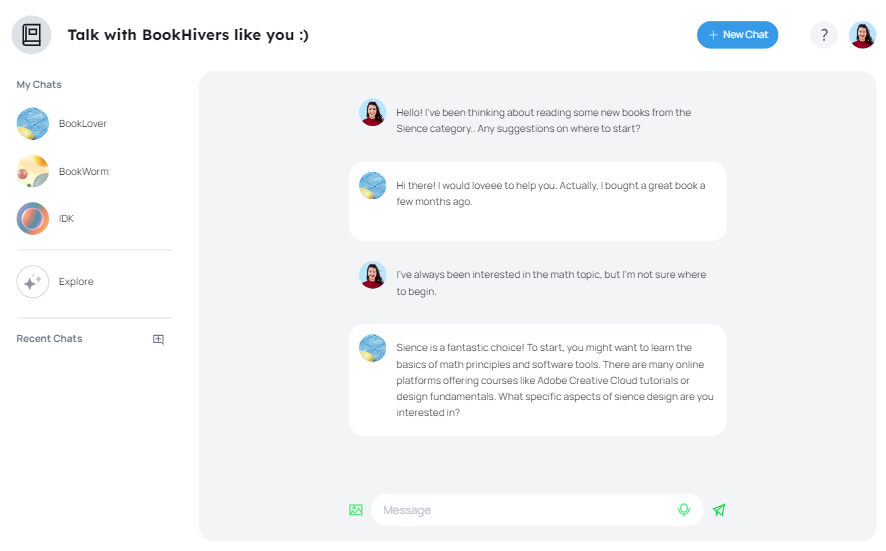 Talk with BookHivers like you :)
+ New Chat
?
My Chats
BookLover
BookWorm
IDK
Explore
Recent Chats
Hello! I've been thinking about reading some new books from the
Sience category.. Any suggestions on where to start?
Hi there! I would loveee to help you. Actually, I bought a great book a
few months ago.
I've always been interested in the math topic, but I'm not sure where
to begin.
Sience is a fantastic choice! To start, you might want to learn the
basics of math principles and software tools. There are many online
platforms offering courses like Adobe Creative Cloud tutorials or
design fundamentals. What specific aspects of sience design are you
interested in?
Message